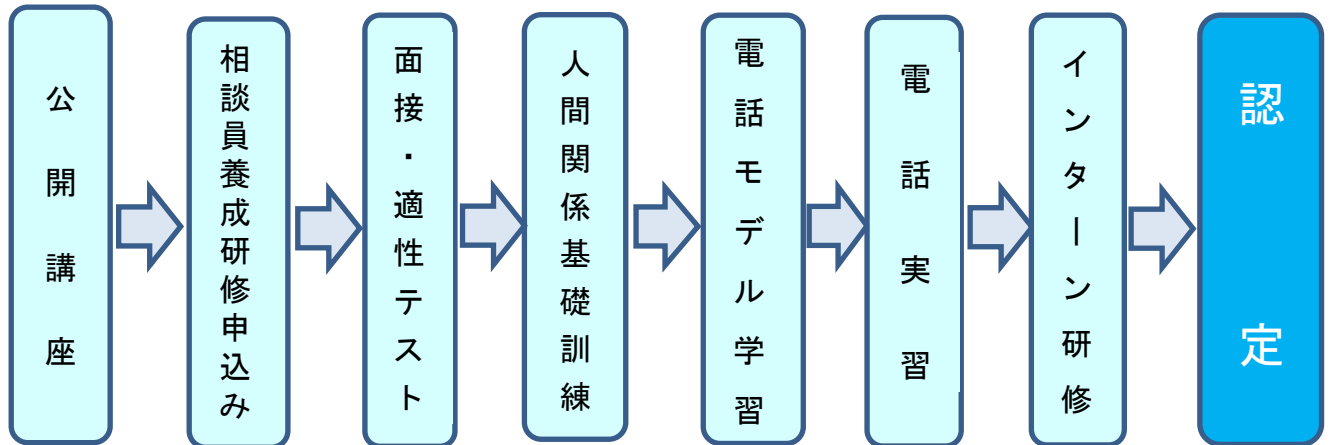 公開講座
相談員養成研修申込み
面接・適性テスト
人間関係基礎訓練
電話モデル学習
電話実習
インターン研修
認定